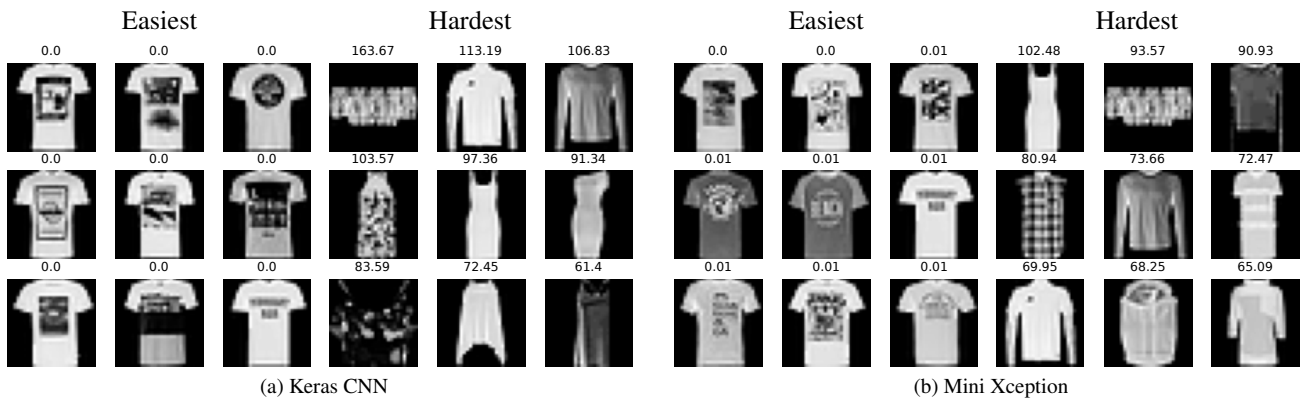 Easiest Hardest Easiest Hardest
0.0 0.0 0.0 163.67 113.19 106.83 0.0 0.0 0.01 102.48 93.57 90.93
0.0 0.0 0.0 103.57 97.36 91.34 0.01 0.01 0.01 80.94 73.66 72.47
0.0 0.0 0.0 83.59 72.45 61.4 0.01 0.01 0.01 69.95 68.25 65.09
(a) Keras CNN (b) Mini Xception